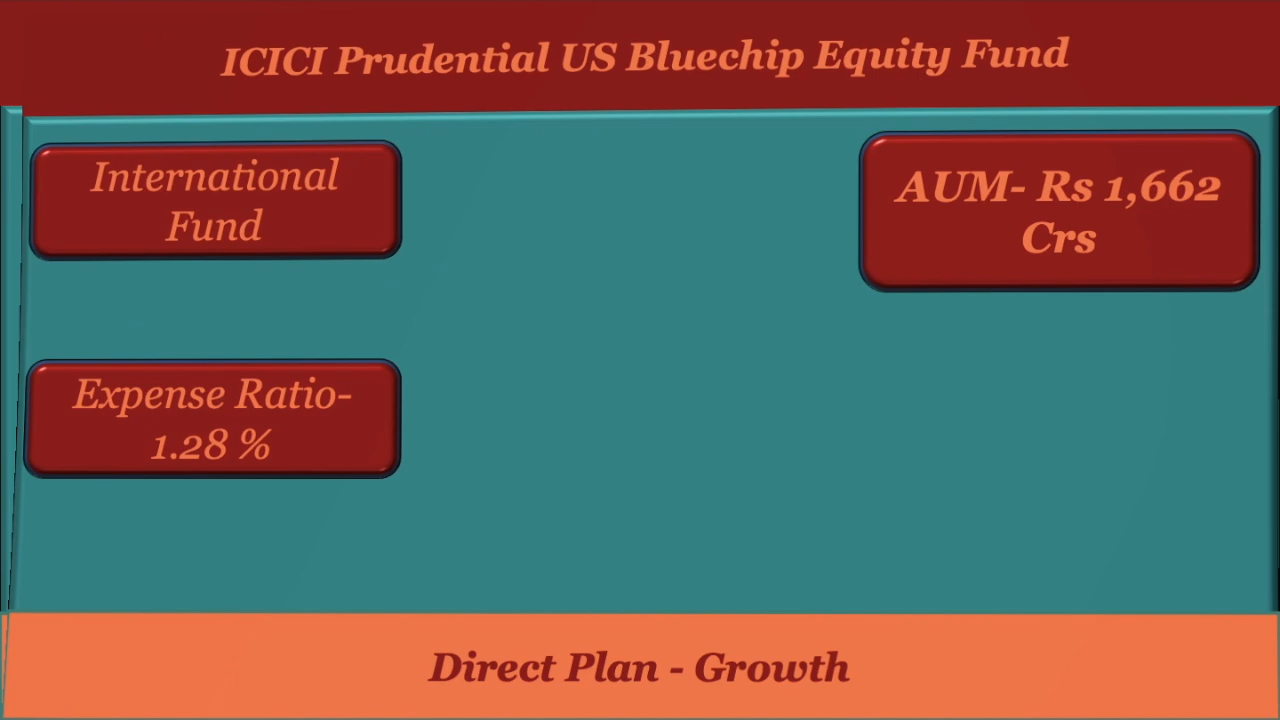 ICICI Prudential US Bluechip Equity Fund
International
Fund
AUM- Rs 1,662
Crs
Expense Ratio-
1.28 %
Direct Plan - Growth